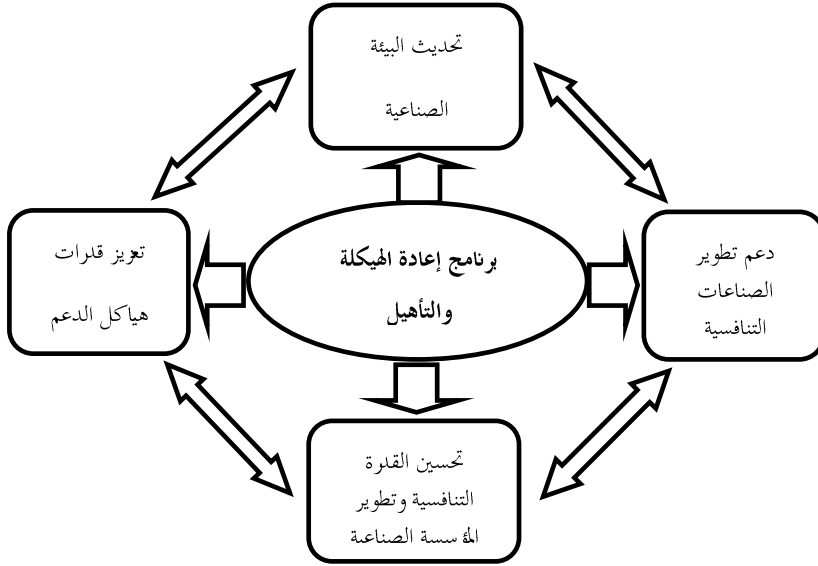 تحديث البيئة
الصناعية
دعم تطوير
الصناعات
التنافسية
برنامج إعادة الهيكلة
والتأهيل
تعزيز قدرات
هياكل الدعم
تحسين القدرة
التنافسية وتطوير
المؤسسة الصناعية